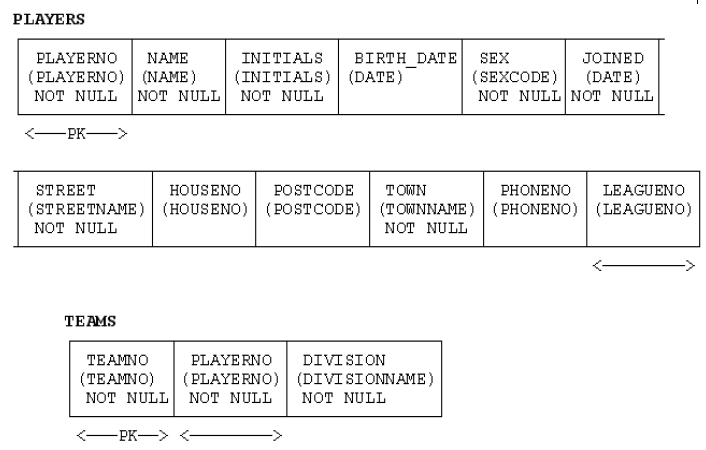 PLAYERS
PLAYERNO NAME INITIALS BIRTH_DATE SEX JOINED
(PLAYERNO) (NAME) (INITIALS) (DATE) (SEXCODE) (DATE)
NOT NULL NOT NULL NOT NULL NOT NULL NOT NULL
<——PK——>
STREET HOUSENO POSTCODE TOWN PHONENO LEAGUENO
(STREETNAME) (HOUSENO) (POSTCODE) (TOWNNAME) (PHONENO) (LEAGUENO)
NOT NULL NOT NULL
TEAMS
TEAMNO PLAYERNO DIVISION
(TEAMNO) (PLAYERNO) (DIVISIONNAME)
NOT NULL NOT NULL NOT NULL
<——PK—> <—————>